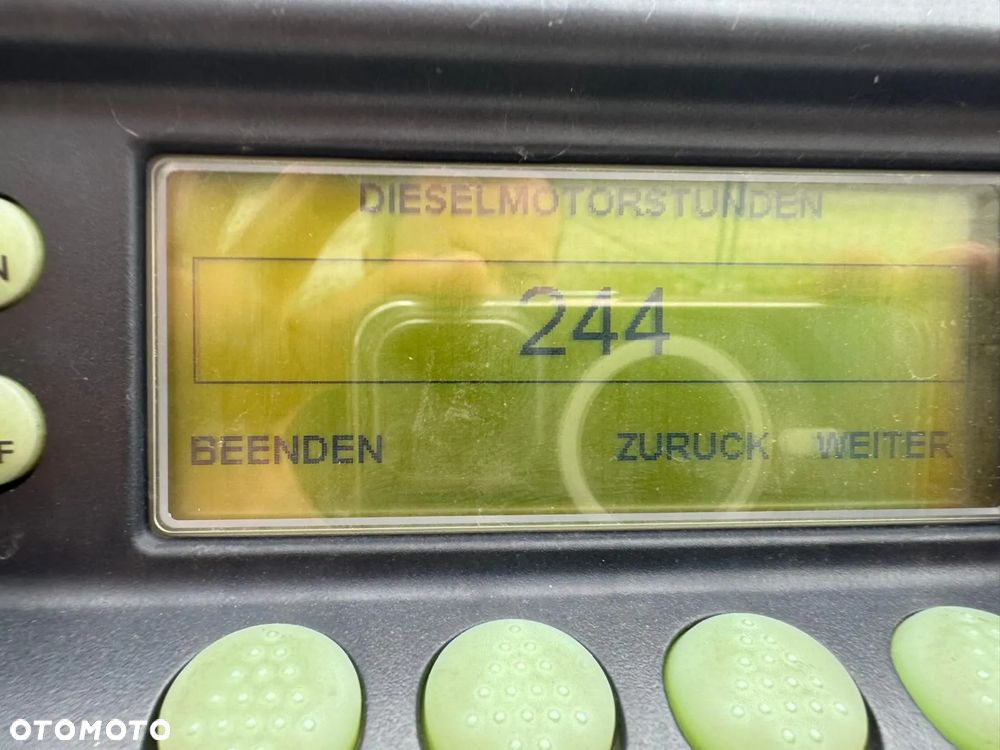 DIESELMOTORSTUNDEN
244
BEENDEN ZURUCK WEITER
N
F
OTOMOTO